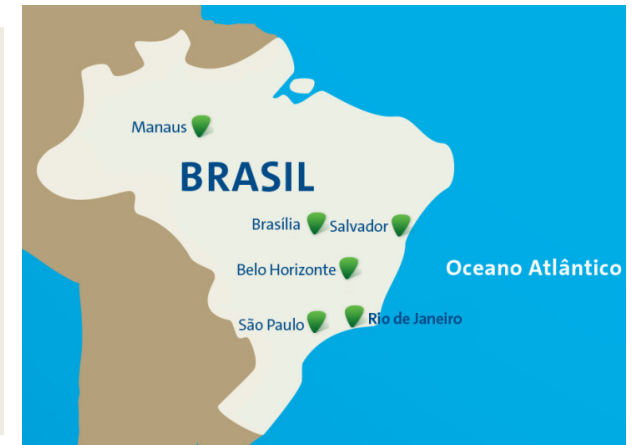 Manaus
BRASIL
Brasília
Salvador
Belo Horizonte
Oceano Atlântico
São Paulo
Rio de Janeiro